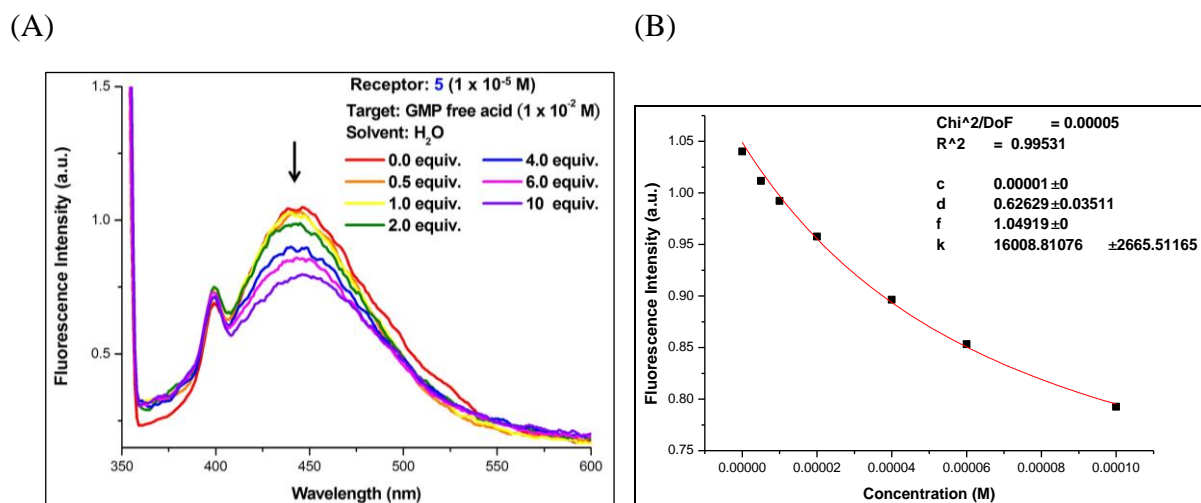 (A)
(B)
Receptor: 5 (1 x 10⁻⁵ M)
Target: GMP free acid (1 x 10⁻² M)
Solvent: H₂O
0.0 equiv. 4.0 equiv.
0.5 equiv. 6.0 equiv.
1.0 equiv. 10 equiv.
2.0 equiv.
Fluorescence Intensity (a.u.)
1.5
1.0
0.5
350 400 450 500 550 600
Wavelength (nm)
Chi^2/DoF = 0.00005
R^2 = 0.99531
c 0.00001 ±0
d 0.62629 ±0.03511
f 1.04919 ±0
k 16008.81076 ±2665.51165
Fluorescence Intensity (a.u.)
1.05
1.00
0.95
0.90
0.85
0.80
0.75
0.00000 0.00002 0.00004 0.00006 0.00008 0.00010
Concentration (M)